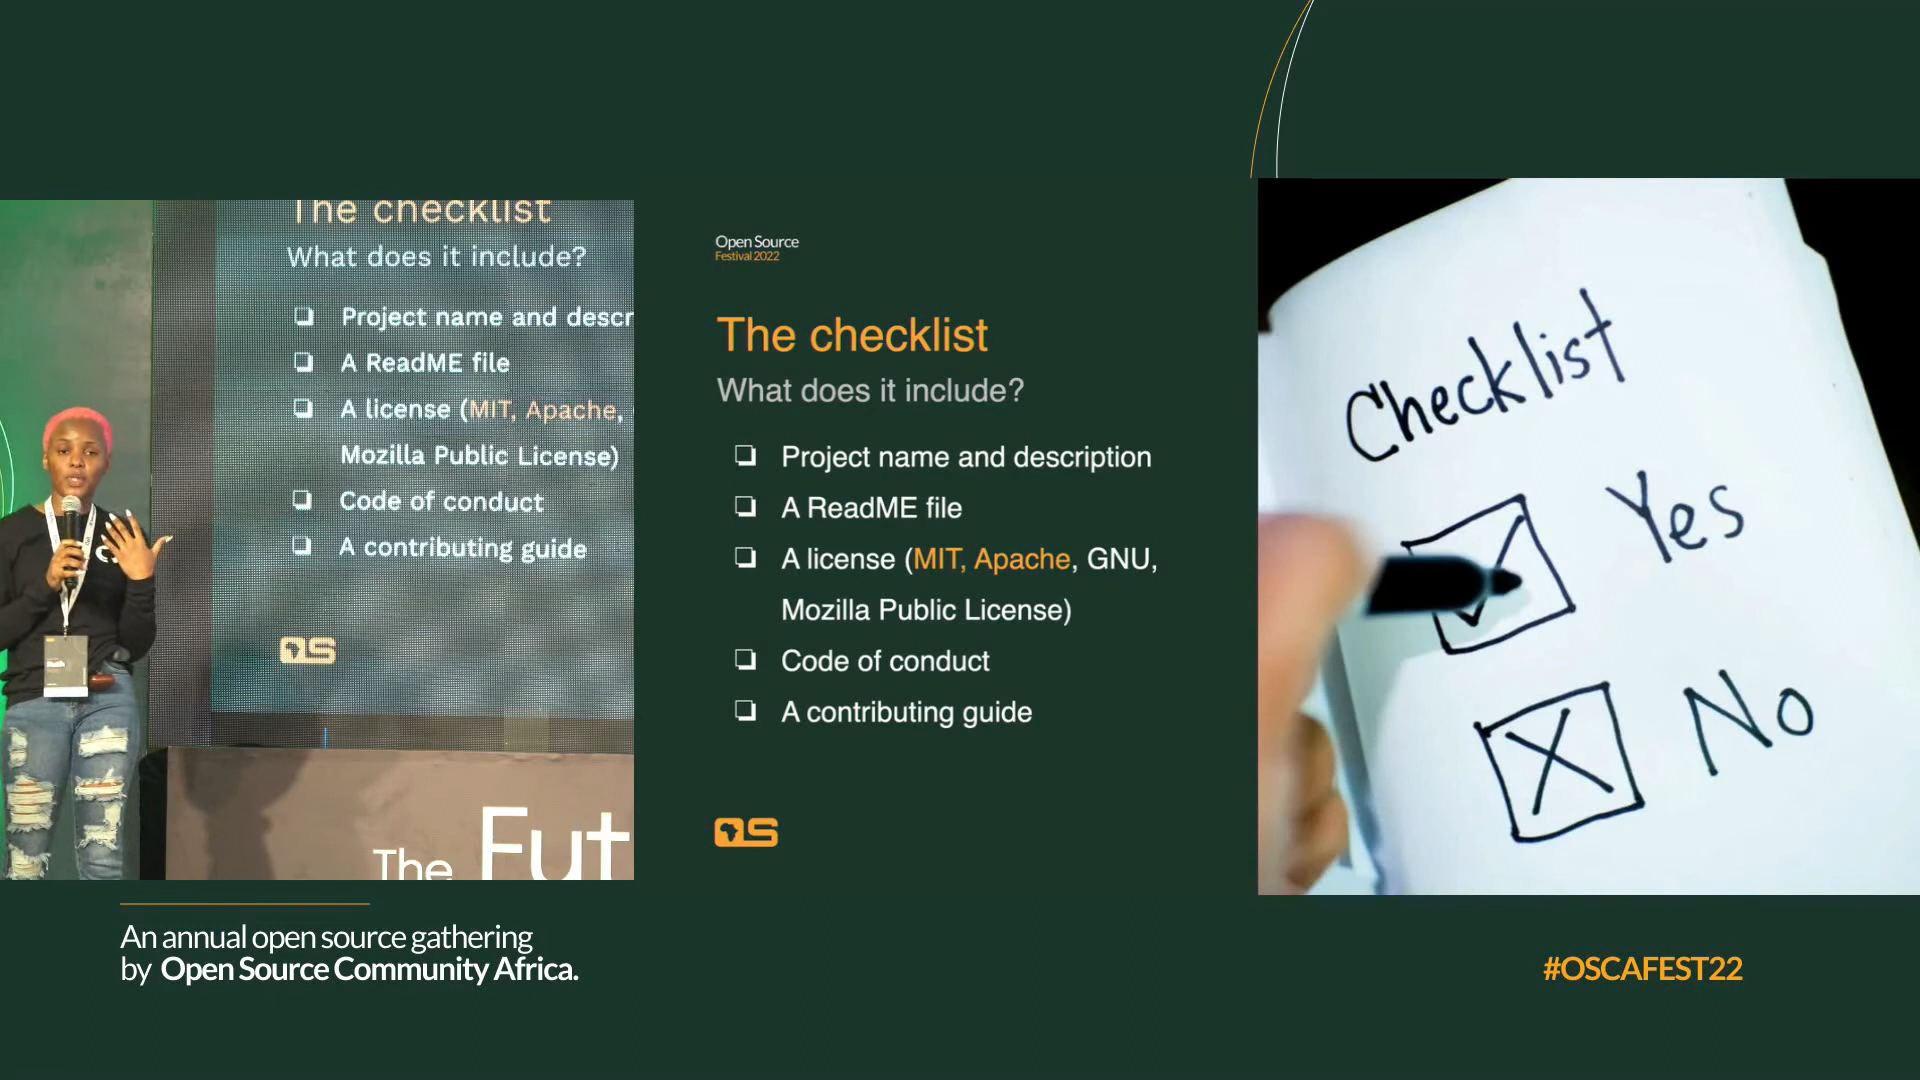 The checklist
What does it include?
❏ Project name and descr
❏ A ReadME file
❏ A license (MIT, Apache,
Mozilla Public License)
❏ Code of conduct
❏ A contributing guide
OS
The Fut
Open Source
Festival 2022
The checklist
What does it include?
❏ Project name and description
❏ A ReadME file
❏ A license (MIT, Apache, GNU,
Mozilla Public License)
❏ Code of conduct
❏ A contributing guide
OS
Checklist
Yes
No
An annual open source gathering
by Open Source Community Africa.
#OSCAFEST22